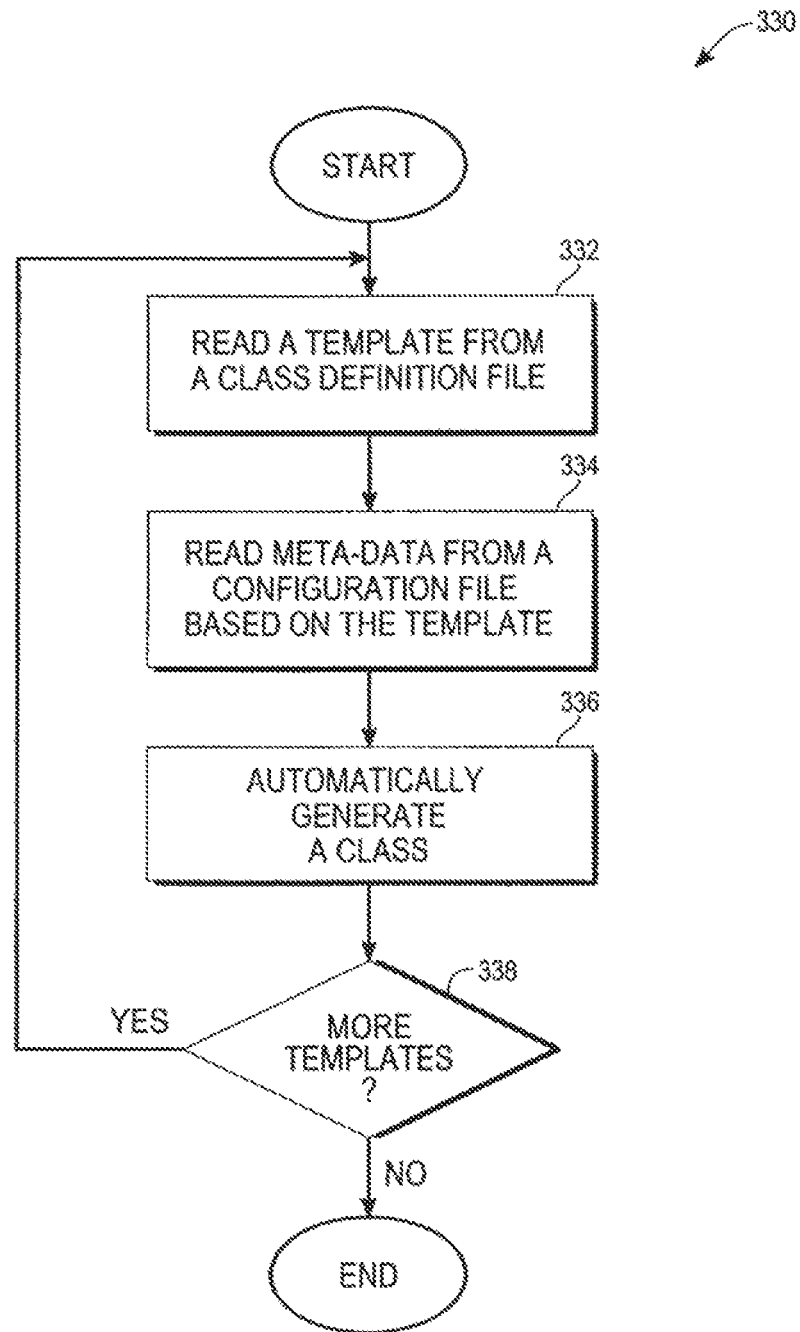 330
START
332
READ A TEMPLATE FROM
A CLASS DEFINITION FILE
334
READ META-DATA FROM A
CONFIGURATION FILE
BASED ON THE TEMPLATE
336
AUTOMATICALLY
GENERATE
A CLASS
338
YES
MORE
TEMPLATES
?
NO
END